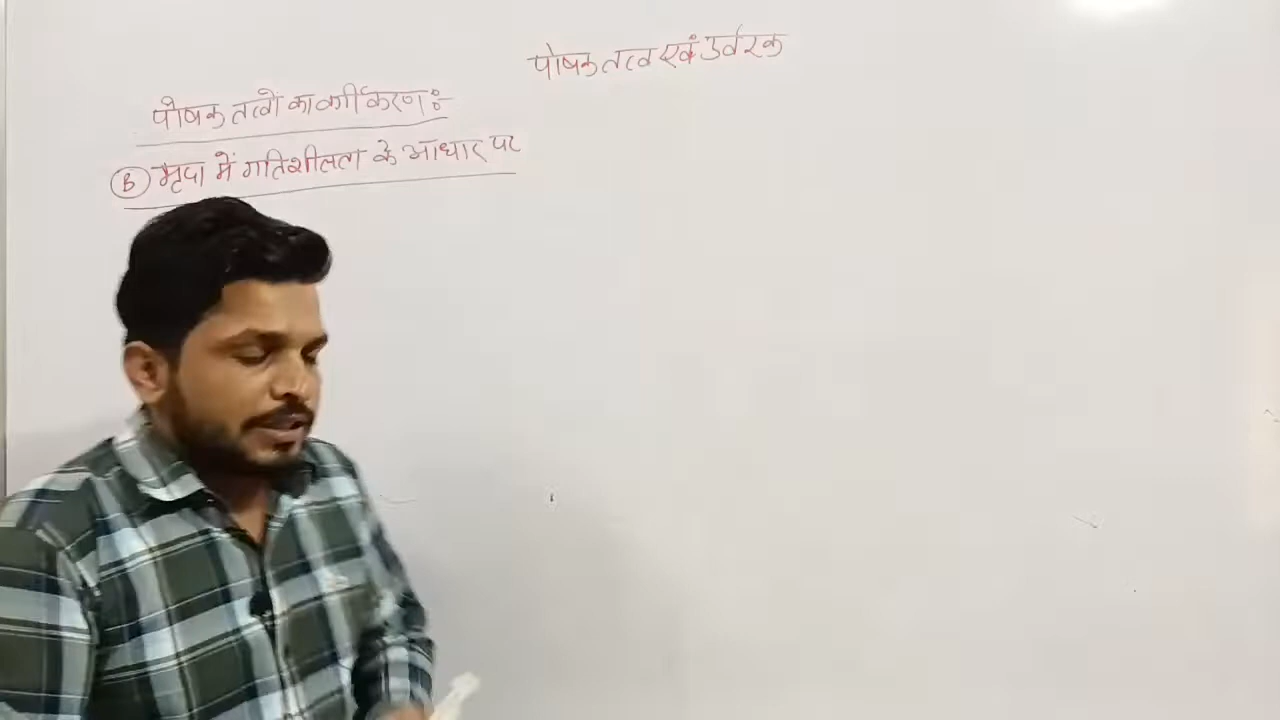 पोषक तत्व एवं उर्वरक
पोषक तत्वों का वर्गीकरण :-
(B) मृदा में गतिशीलता के आधार पर